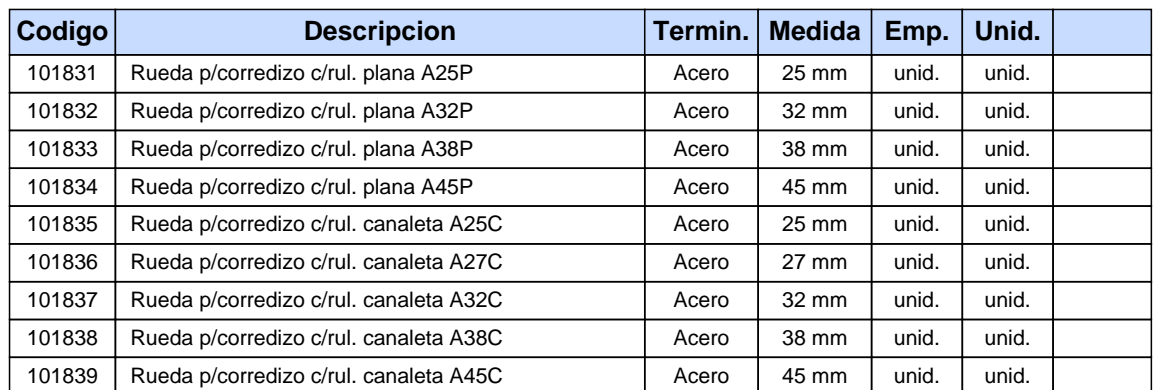 Codigo Descripcion Termin. Medida Emp. Unid.
101831 Rueda p/corredizo c/rul. plana A25P Acero 25 mm unid. unid.
101832 Rueda p/corredizo c/rul. plana A32P Acero 32 mm unid. unid.
101833 Rueda p/corredizo c/rul. plana A38P Acero 38 mm unid. unid.
101834 Rueda p/corredizo c/rul. plana A45P Acero 45 mm unid. unid.
101835 Rueda p/corredizo c/rul. canaleta A25C Acero 25 mm unid. unid.
101836 Rueda p/corredizo c/rul. canaleta A27C Acero 27 mm unid. unid.
101837 Rueda p/corredizo c/rul. canaleta A32C Acero 32 mm unid. unid.
101838 Rueda p/corredizo c/rul. canaleta A38C Acero 38 mm unid. unid.
101839 Rueda p/corredizo c/rul. canaleta A45C Acero 45 mm unid. unid.